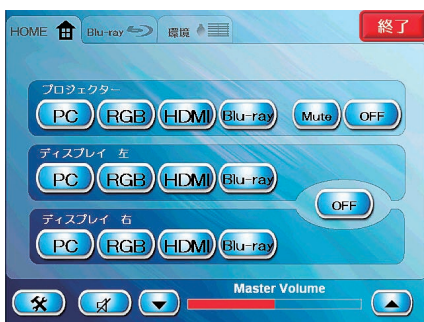 HOME Blu-ray 環境 終了
プロジェクター
PC RGB HDMI Blu-ray Mute OFF
ディスプレイ 左
PC RGB HDMI Blu-ray
OFF
ディスプレイ 右
PC RGB HDMI Blu-ray
Master Volume